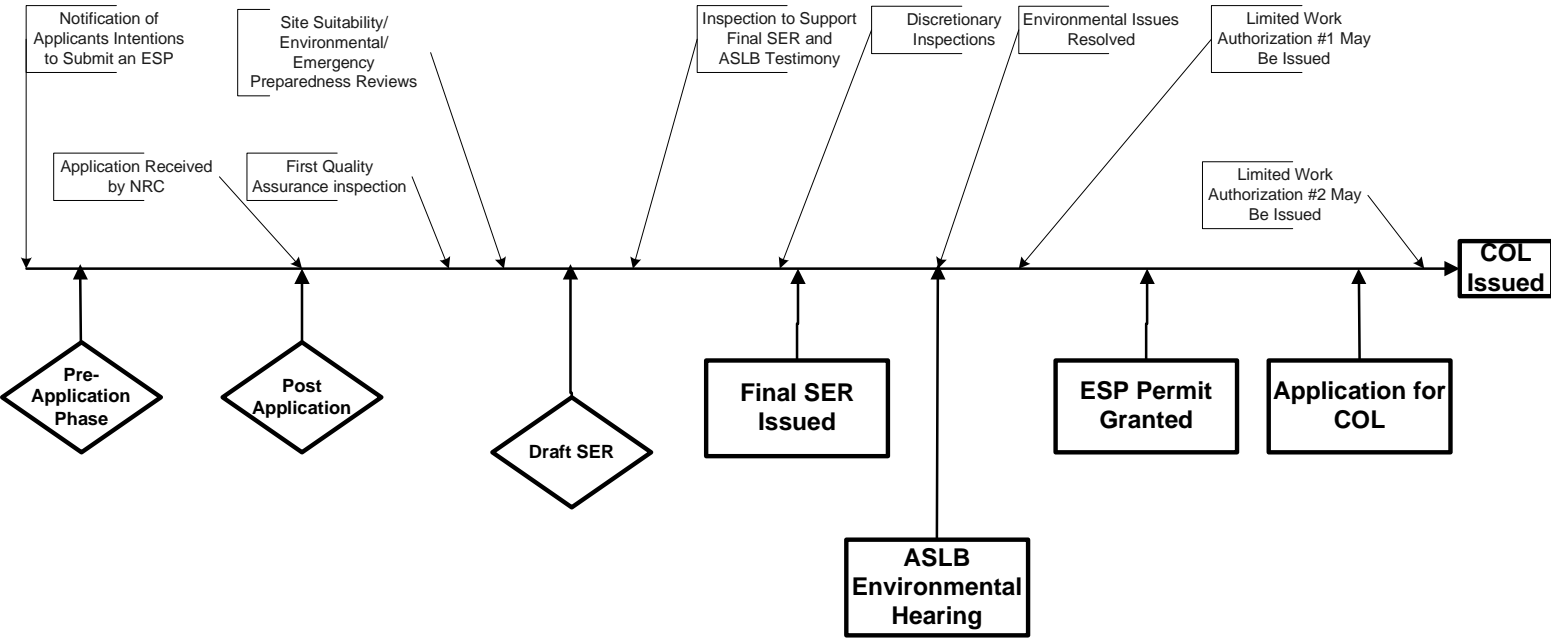 Notification of
Applicants Intentions
to Submit an ESP
Site Suitability/
Environmental/
Emergency
Preparedness Reviews
Inspection to Support
Final SER and
ASLB Testimony
Discretionary
Inspections
Environmental Issues
Resolved
Limited Work
Authorization #1 May
Be Issued
Application Received
by NRC
First Quality
Assurance inspection
Limited Work
Authorization #2 May
Be Issued
COL
Issued
Pre-
Application
Phase
Post
Application
Draft SER
Final SER
Issued
ASLB
Environmental
Hearing
ESP Permit
Granted
Application for
COL